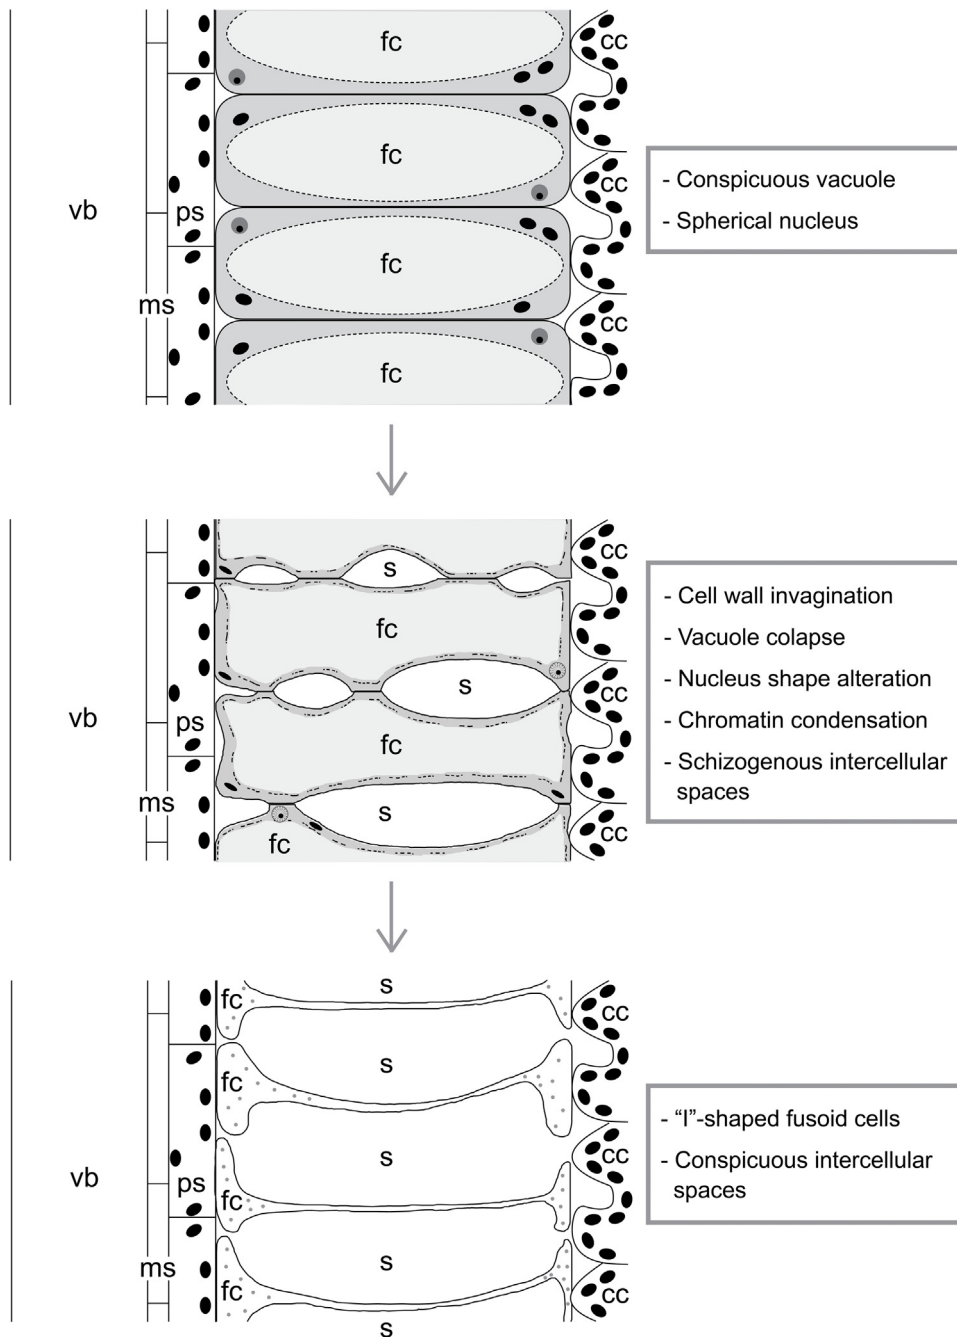 fc
cc
fc
- Conspicuous vacuole
cc
vb
ps
- Spherical nucleus
fc
ms
cc
fc
s
cc
- Cell wall invagination
fc
- Vacuole colapse
s
- Nucleus shape alteration
cc
vb
ps
- Chromatin condensation
fc
- Schizogenous intercellular
spaces
ms
s
cc
fc
s
fc
cc
s
fc
- “I”-shaped fusoid cells
s
cc
- Conspicuous intercellular
vb
ps
spaces
fc
s
ms
fc
cc
s